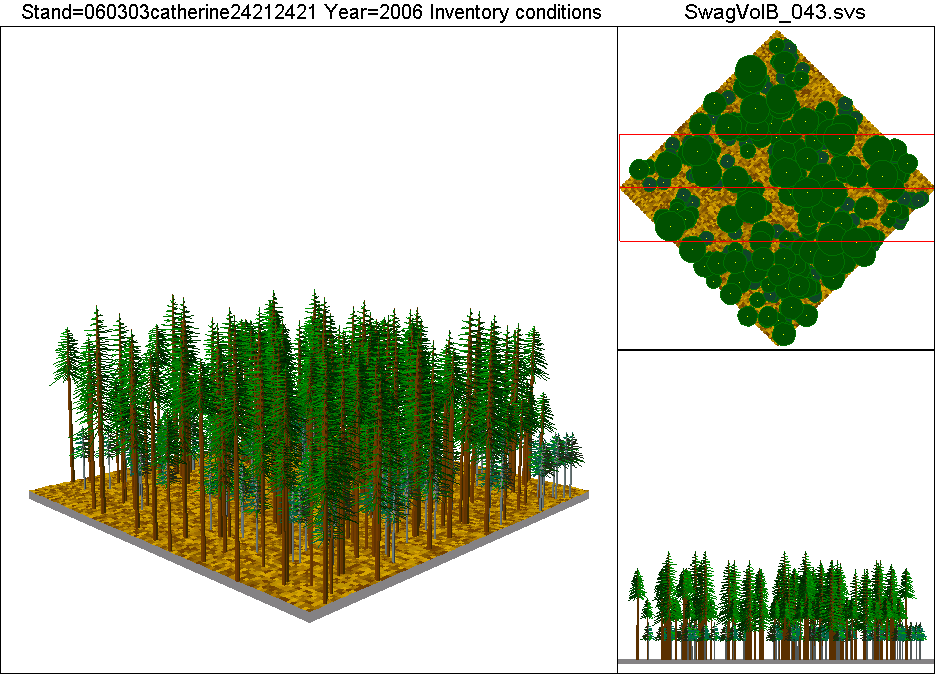 Stand=060303catherine24212421 Year=2006 Inventory conditions
SwagVolB_043.svs